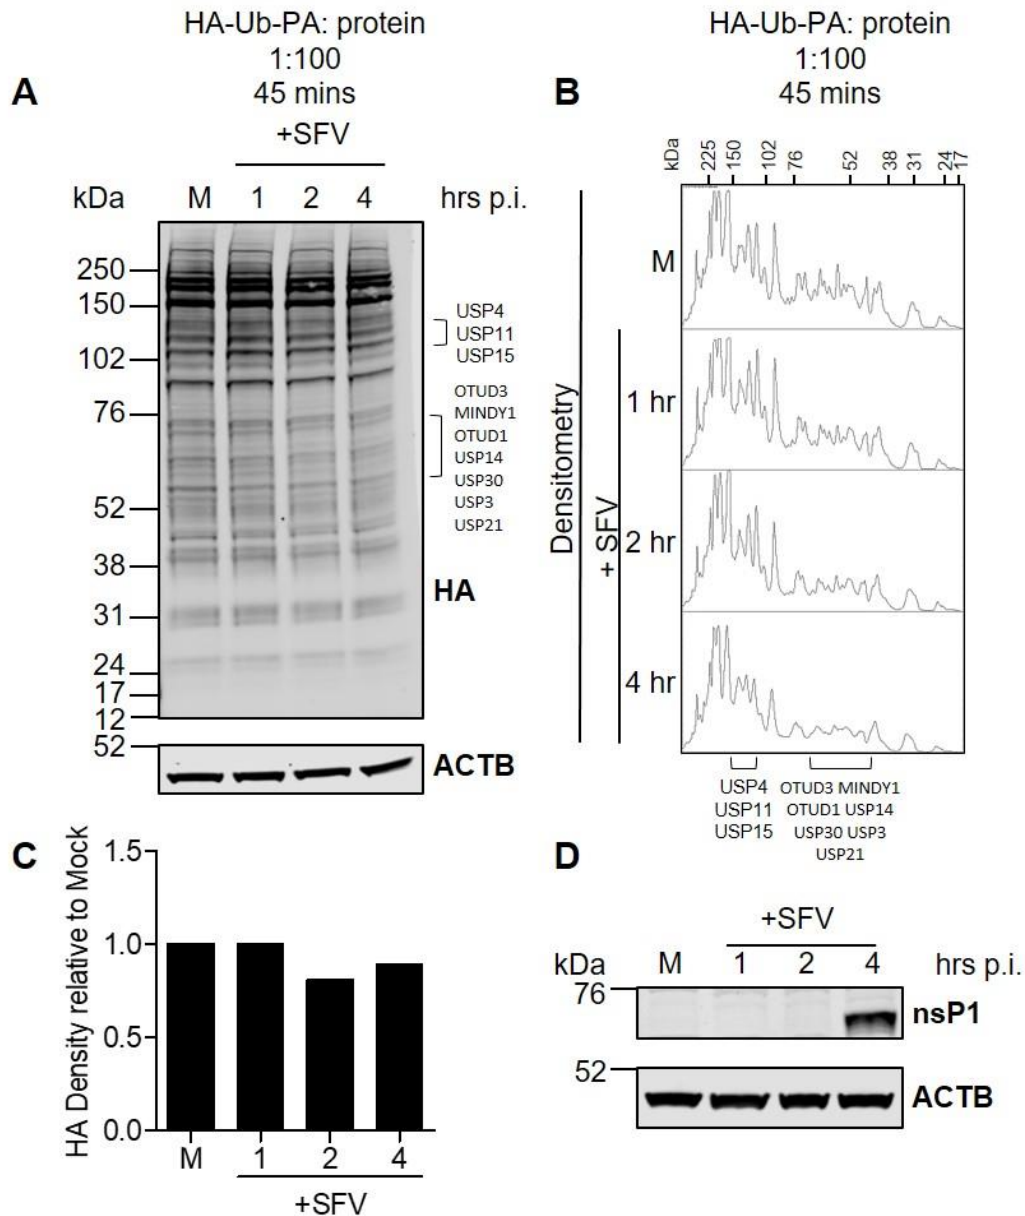 A
HA-Ub-PA: protein
1:100
45 mins
+SFV
kDa M 1 2 4 hrs p.i.
250
150
102
76
52
38
31
24
17
12
USP4
USP11
USP15
OTUD3
MINDY1
OTUD1
USP14
USP30
USP3
USP21
HA
52
ACTB
B
HA-Ub-PA: protein
1:100
45 mins
kDa 225 150 102 76 52 38 31 24 17
Densitometry
+ SFV
M
1 hr
2 hr
4 hr
USP4
USP11
USP15
OTUD3 MINDY1
OTUD1 USP14
USP30 USP3
USP21
C
HA Density relative to Mock
1.5
1.0
0.5
0.0
M 1 2 4
+SFV
D
+SFV
kDa M 1 2 4 hrs p.i.
76
nsP1
52
ACTB